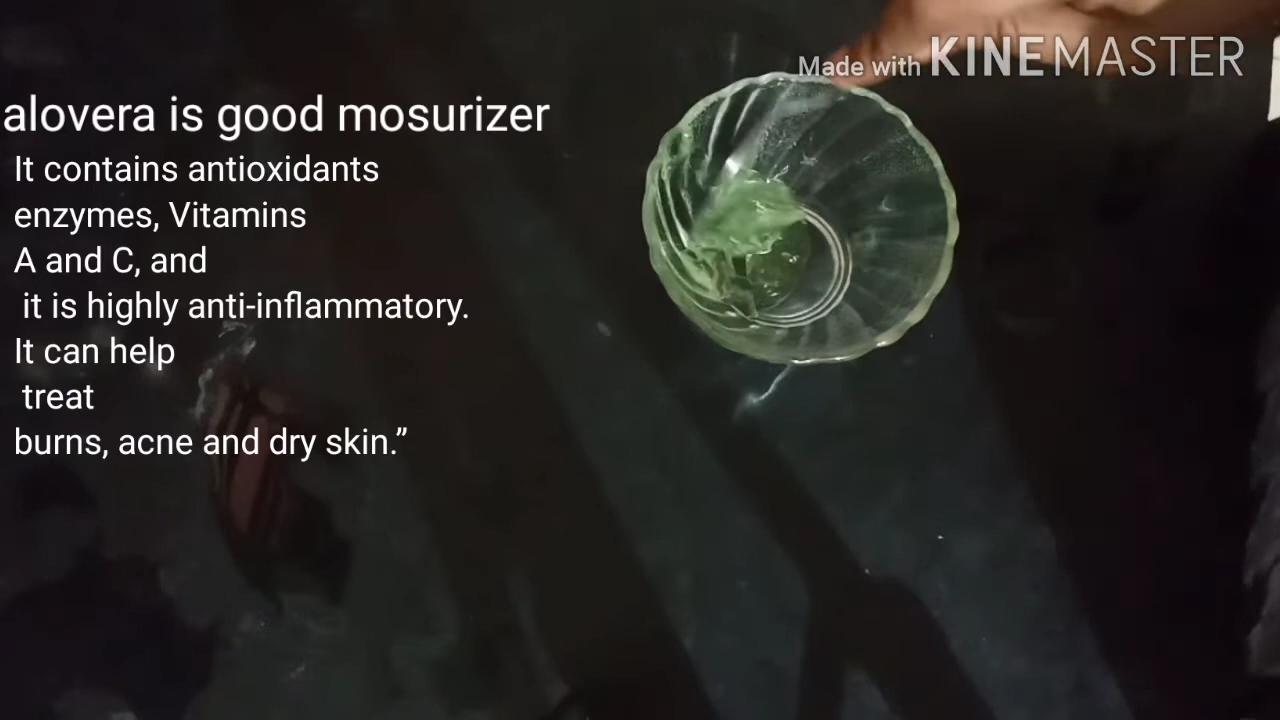 Made with KINEMASTER
alovera is good mosurizer
It contains antioxidants
enzymes, Vitamins
A and C, and
it is highly anti-inflammatory.
It can help
treat
burns, acne and dry skin.”